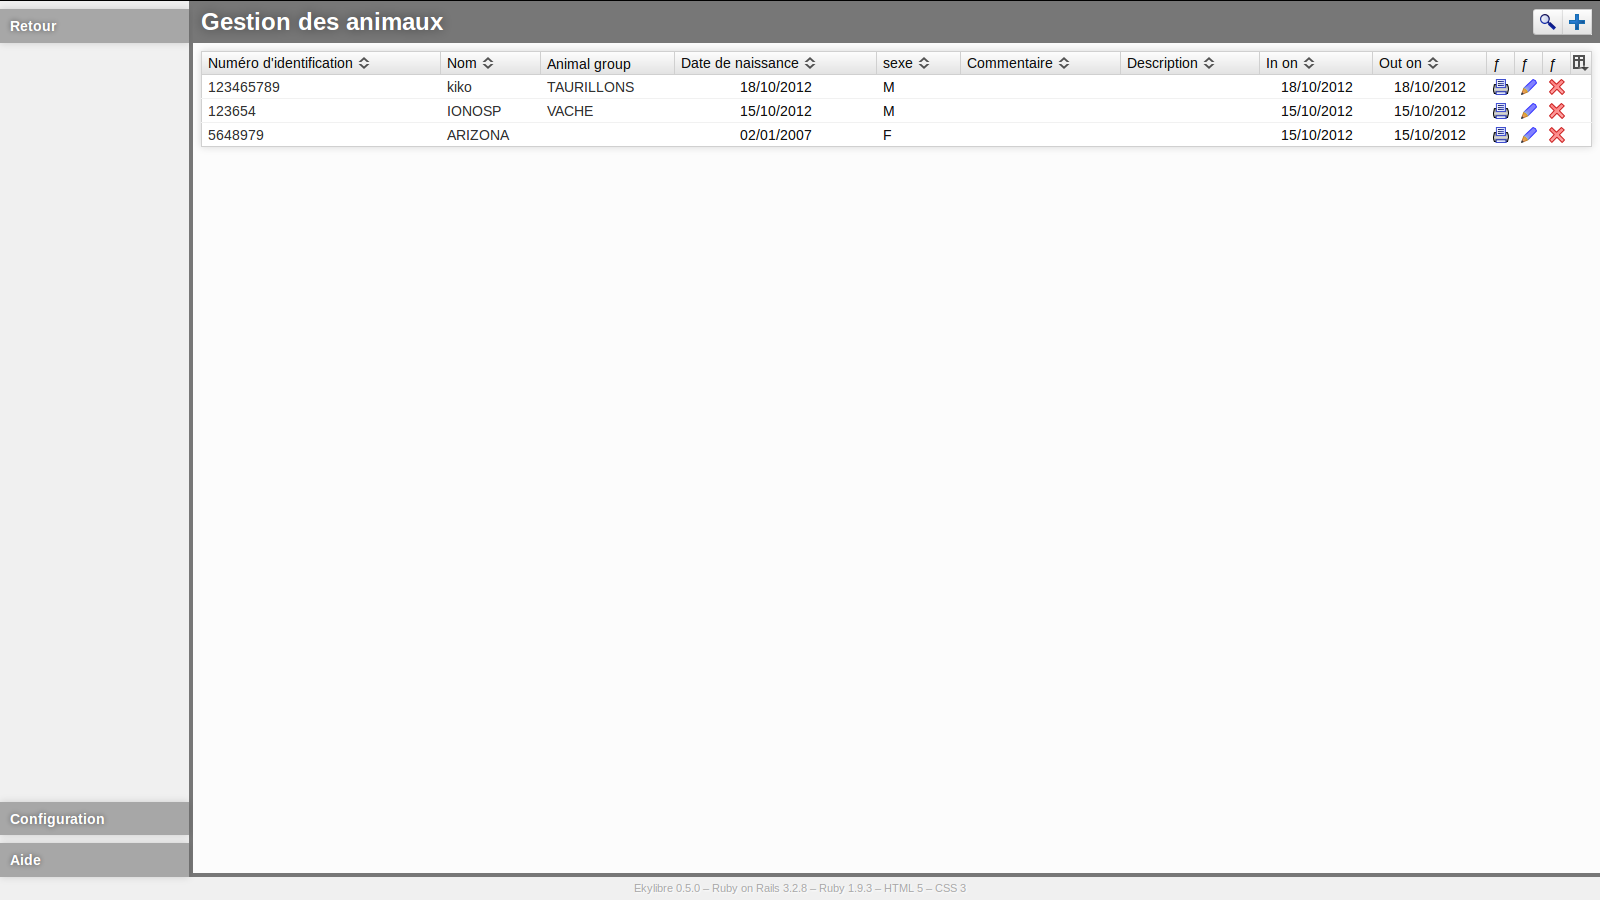 Retour
Gestion des animaux
Numéro d'identification Nom Animal group Date de naissance sexe Commentaire Description In on Out on ƒ ƒ ƒ
123465789 kiko TAURILLONS 18/10/2012 M 18/10/2012 18/10/2012
123654 IONOSP VACHE 15/10/2012 M 15/10/2012 15/10/2012
5648979 ARIZONA 02/01/2007 F 15/10/2012 15/10/2012
Configuration
Aide
Ekylibre 0.5.0 – Ruby on Rails 3.2.8 – Ruby 1.9.3 – HTML 5 – CSS 3